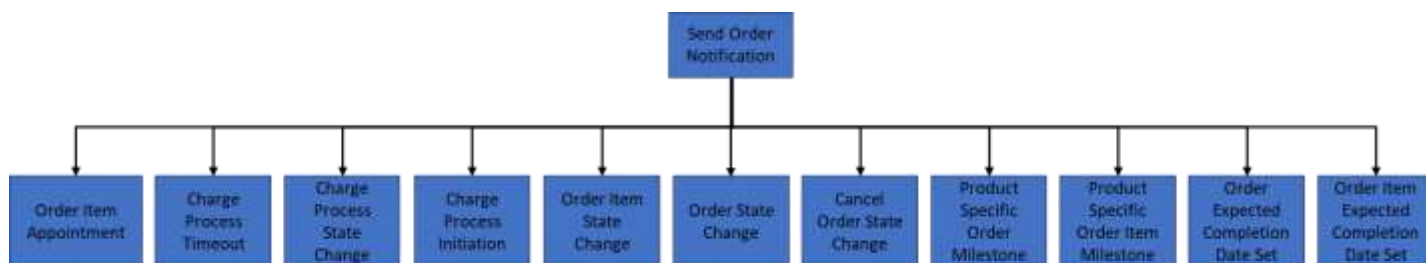 Send Order
Notification
Order Item
Appointment
Charge
Process
Timeout
Charge
Process
State
Change
Charge
Process
Initiation
Order Item
State
Change
Order State
Change
Cancel
Order State
Change
Product
Specific
Order
Milestone
Product
Specific
Order Item
Milestone
Order
Expected
Completion
Date Set
Order Item
Expected
Completion
Date Set